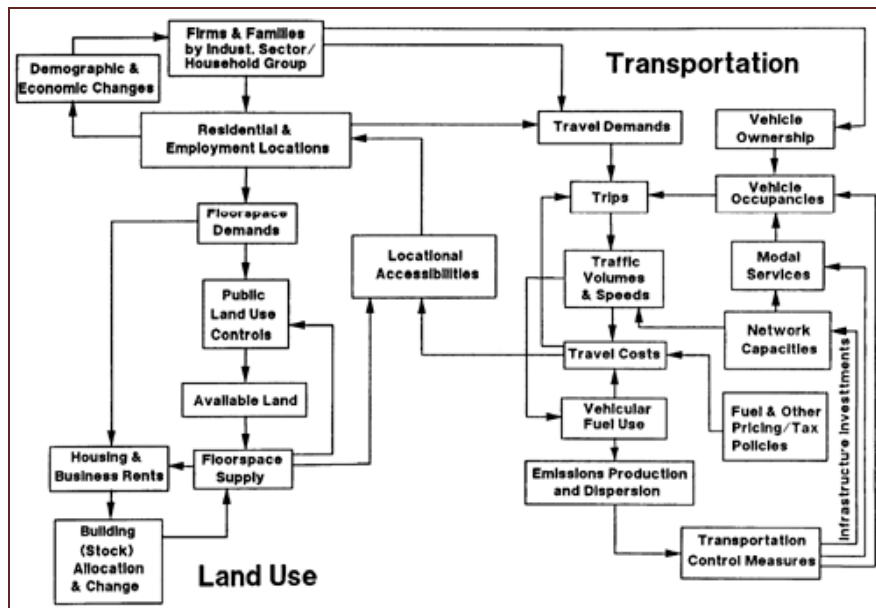 Firms & Families
by Indust. Sector/
Household Group
Transportation
Demographic &
Economic Changes
Residential &
Employment Locations
Travel Demands
Vehicle
Ownership
Floorspace
Demands
Trips
Vehicle
Occupancies
Locational
Accessibilities
Traffic
Volumes
& Speeds
Modal
Services
Public
Land Use
Controls
Network
Capacities
Travel Costs
Available Land
Vehicular
Fuel Use
Fuel & Other
Pricing/Tax
Policies
Infrastructure Investtments
Housing &
Business Rents
Floorspace
Supply
Emissions Production
and Dispersion
Building
(Stock)
Allocation
& Change
Land Use
Transportation
Control Measures